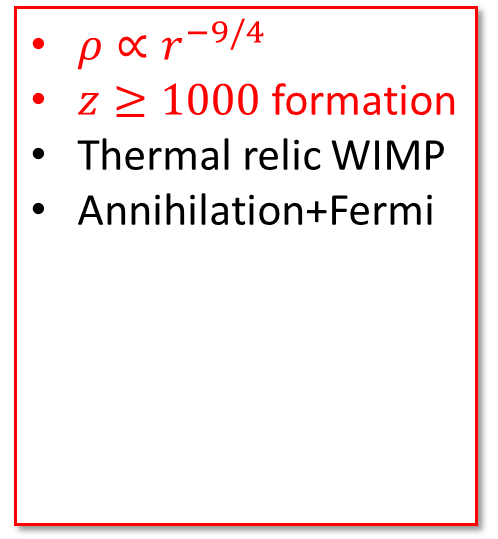 • ρ ∝ r^{-9/4}
• z ≥ 1000 formation
• Thermal relic WIMP
• Annihilation+Fermi